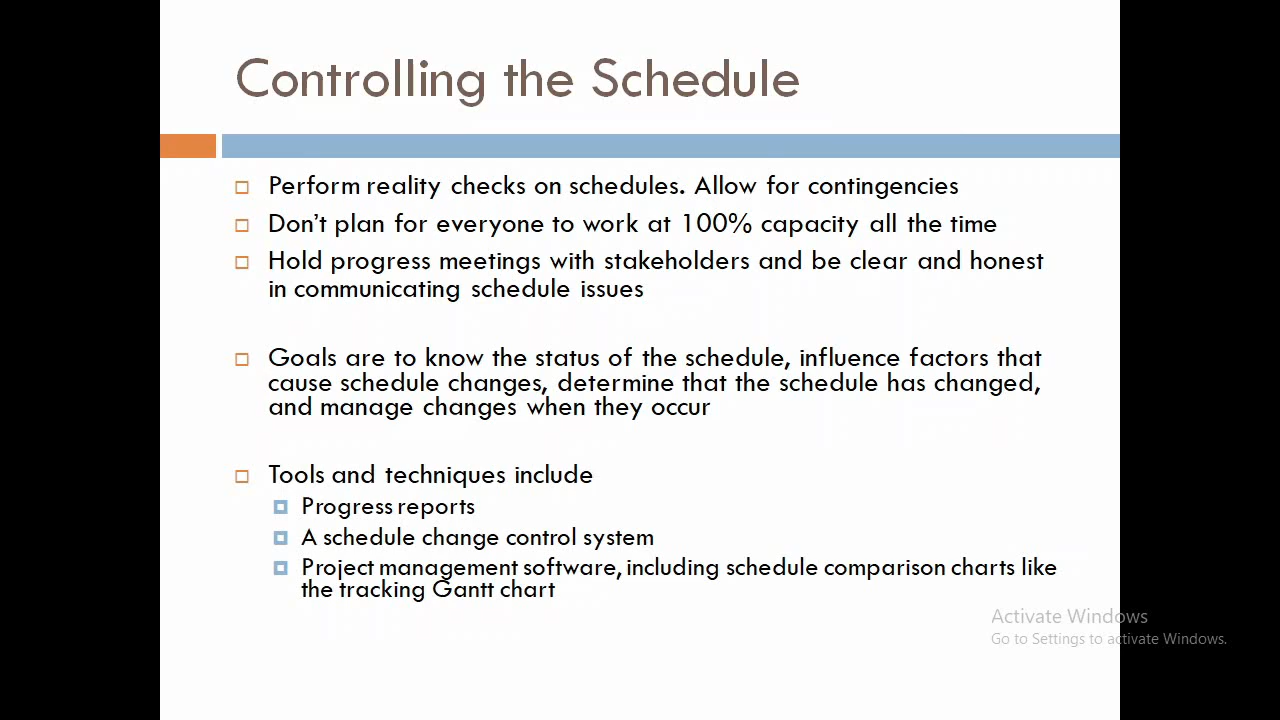 Controlling the Schedule
Perform reality checks on schedules. Allow for contingencies
Don't plan for everyone to work at 100% capacity all the time
Hold progress meetings with stakeholders and be clear and honest
in communicating schedule issues
Goals are to know the status of the schedule, influence factors that
cause schedule changes, determine that the schedule has changed,
and manage changes when they occur
Tools and techniques include
Progress reports
A schedule change control system
Project management software, including schedule comparison charts like
the tracking Gantt chart
Activate Windows
Go to Settings to activate Windows.